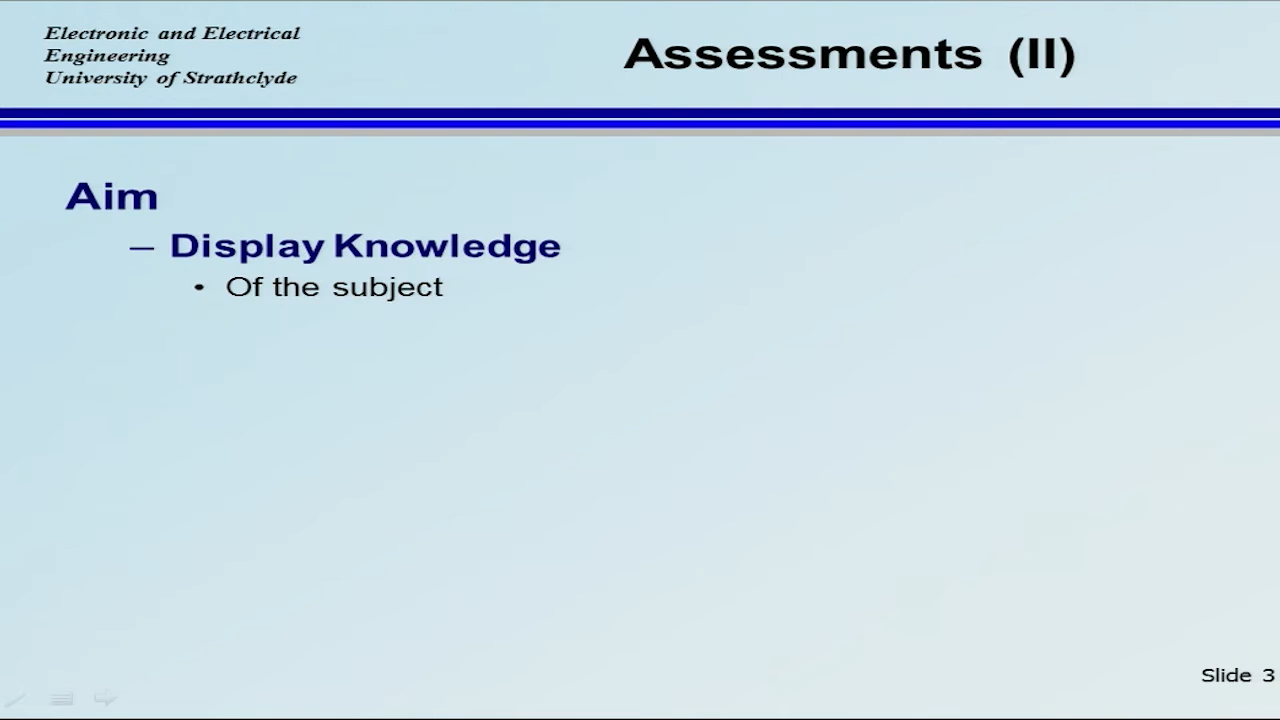 Electronic and Electrical
Engineering
University of Strathclyde
Assessments (II)
Aim
– Display Knowledge
• Of the subject
Slide 3